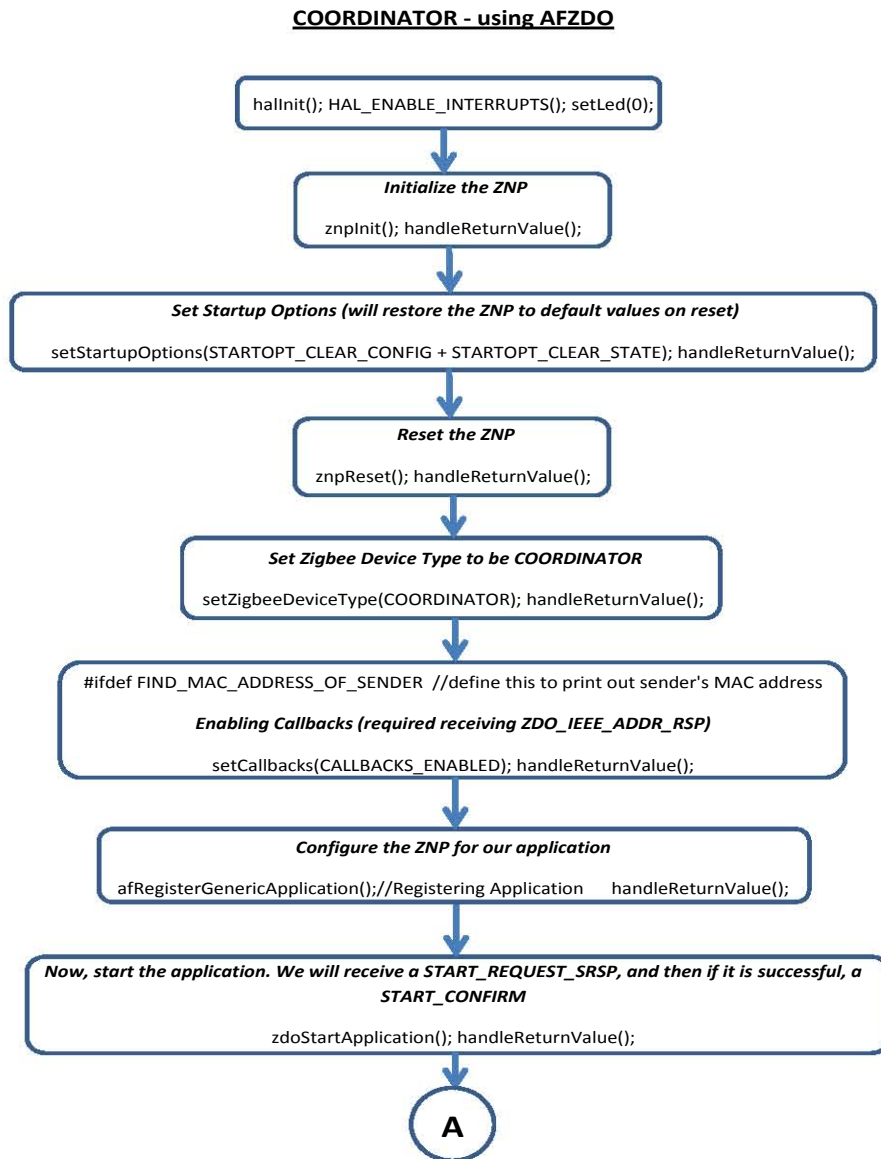 COORDINATOR - using AFZDO
halInit(); HAL_ENABLE_INTERRUPTS(); setLed(0);
Initialize the ZNP
znpInit(); handleReturnValue();
Set Startup Options (will restore the ZNP to default values on reset)
setStartupOptions(STARTOPT_CLEAR_CONFIG + STARTOPT_CLEAR_STATE); handleReturnValue();
Reset the ZNP
znpReset(); handleReturnValue();
Set Zigbee Device Type to be COORDINATOR
setZigbeeDeviceType(COORDINATOR); handleReturnValue();
#ifdef FIND_MAC_ADDRESS_OF_SENDER //define this to print out sender's MAC address
Enabling Callbacks (required receiving ZDO_IEEE_ADDR_RSP)
setCallbacks(CALLBACKS_ENABLED); handleReturnValue();
Configure the ZNP for our application
afRegisterGenericApplication();//Registering Application handleReturnValue();
Now, start the application. We will receive a START_REQUEST_SRSP, and then if it is successful, a
START_CONFIRM
zdoStartApplication(); handleReturnValue();
A